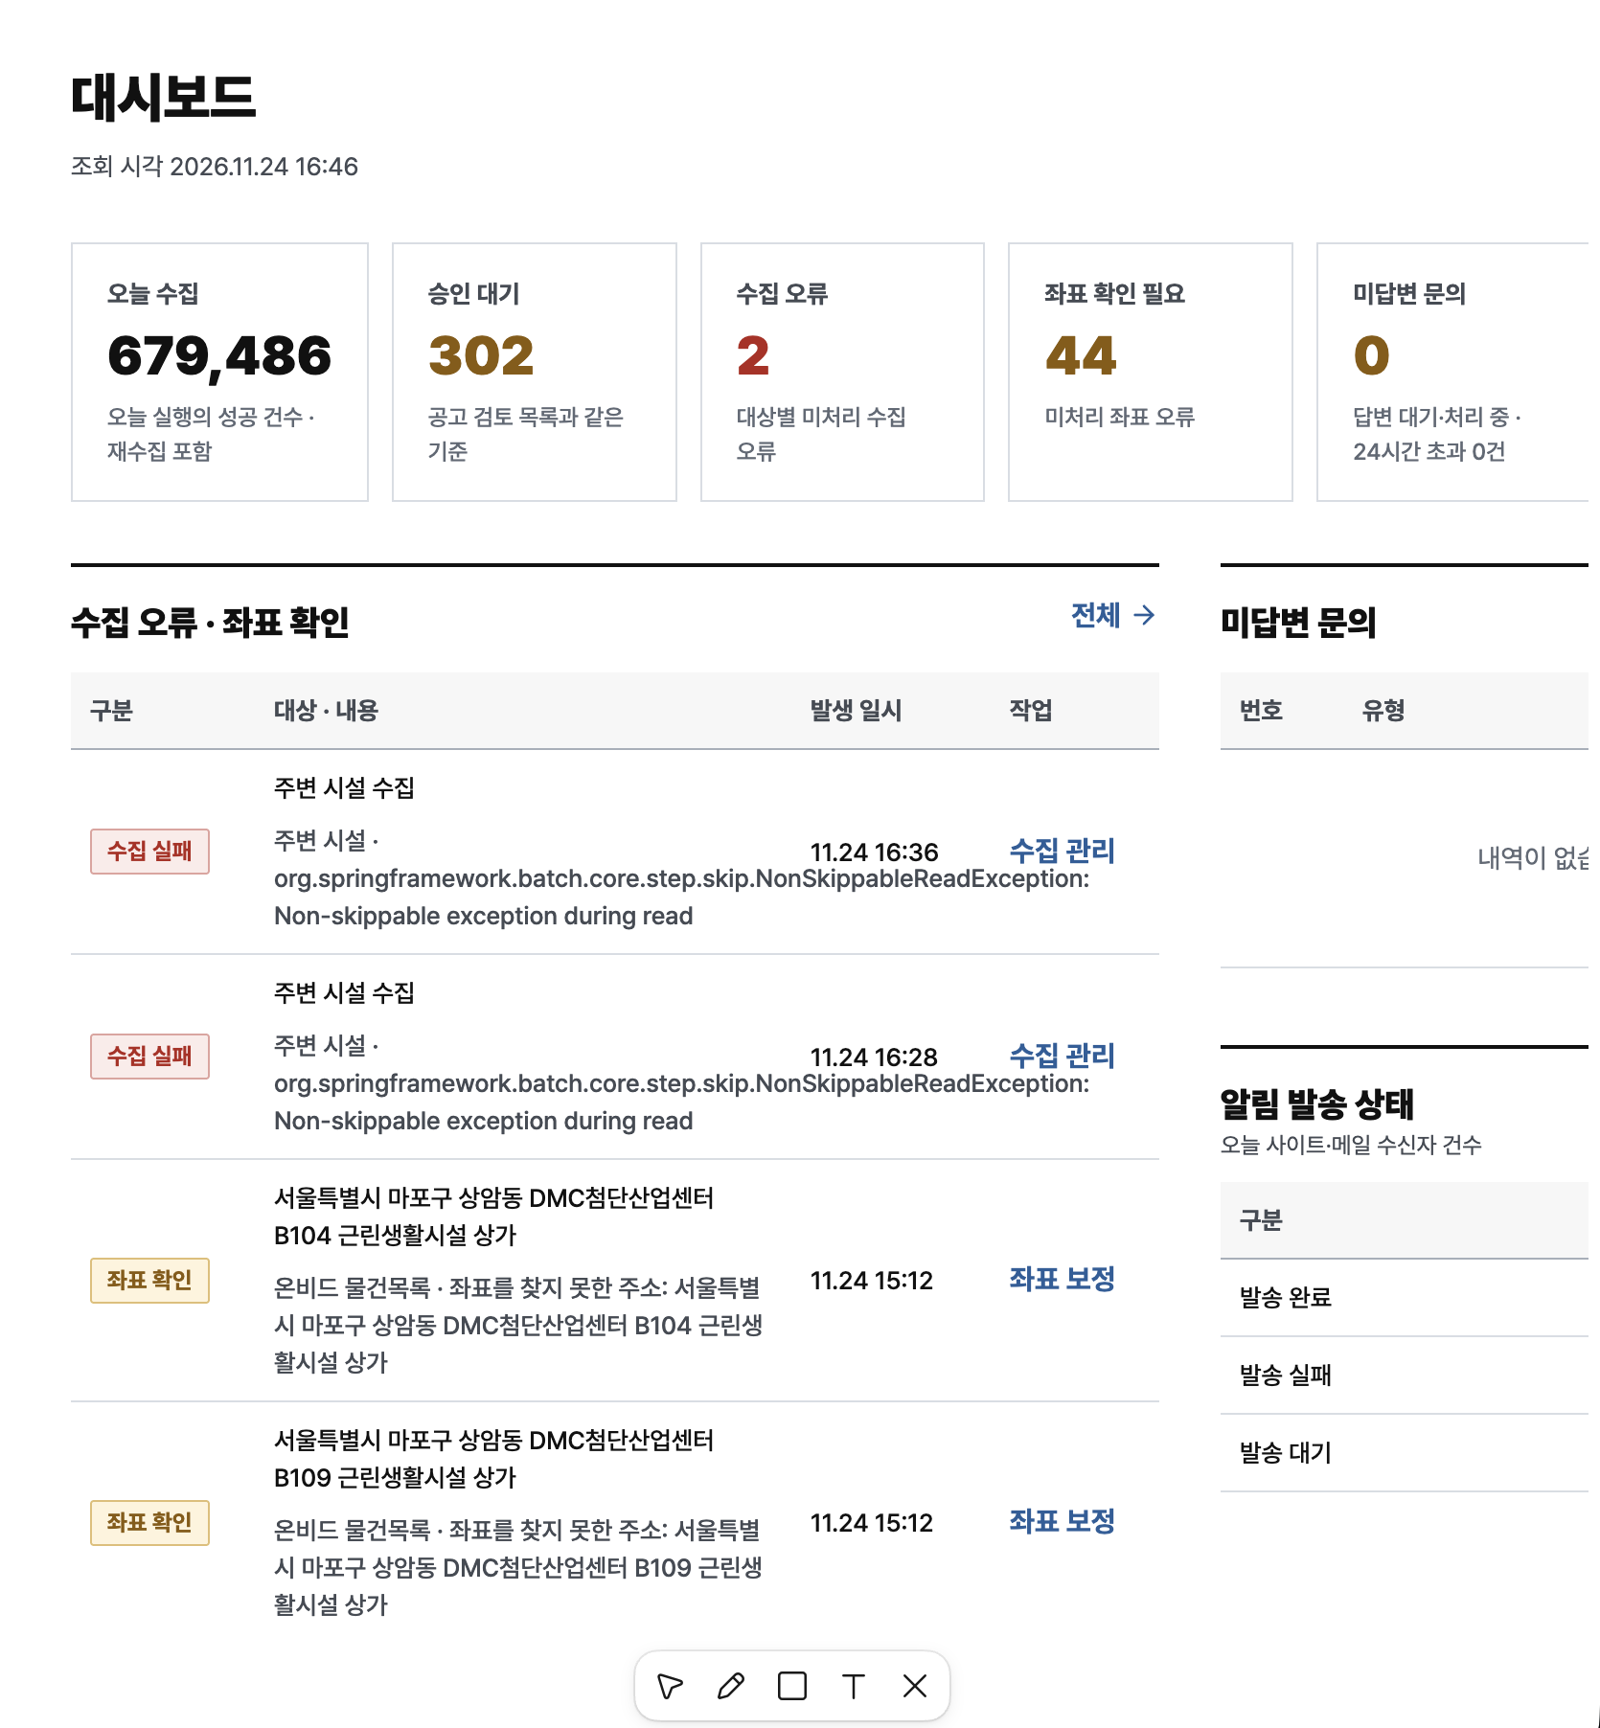 대시보드
조회 시각 2026.11.24 16:46
오늘 수집
679,486
오늘 실행의 성공 건수 ·
재수집 포함
승인 대기
302
공고 검토 목록과 같은
기준
수집 오류
2
대상별 미처리 수집
오류
좌표 확인 필요
44
미처리 좌표 오류
미답변 문의
0
답변 대기·처리 중 ·
24시간 초과 0건
수집 오류 · 좌표 확인
전체 →
구분 대상 · 내용 발생 일시 작업
수집 실패
주변 시설 수집
주변 시설 ·
org.springframework.batch.core.step.skip.NonSkippableReadException:
Non-skippable exception during read
11.24 16:36
수집 관리
수집 실패
주변 시설 수집
주변 시설 ·
org.springframework.batch.core.step.skip.NonSkippableReadException:
Non-skippable exception during read
11.24 16:28
수집 관리
좌표 확인
서울특별시 마포구 상암동 DMC첨단산업센터
B104 근린생활시설 상가
온비드 물건목록 · 좌표를 찾지 못한 주소: 서울특별
시 마포구 상암동 DMC첨단산업센터 B104 근린생
활시설 상가
11.24 15:12
좌표 보정
좌표 확인
서울특별시 마포구 상암동 DMC첨단산업센터
B109 근린생활시설 상가
온비드 물건목록 · 좌표를 찾지 못한 주소: 서울특별
시 마포구 상암동 DMC첨단산업센터 B109 근린생
활시설 상가
11.24 15:12
좌표 보정
미답변 문의
번호 유형
내역이
알림 발송 상태
오늘 사이트·메일 수신자 건수
구분
발송 완료
발송 실패
발송 대기